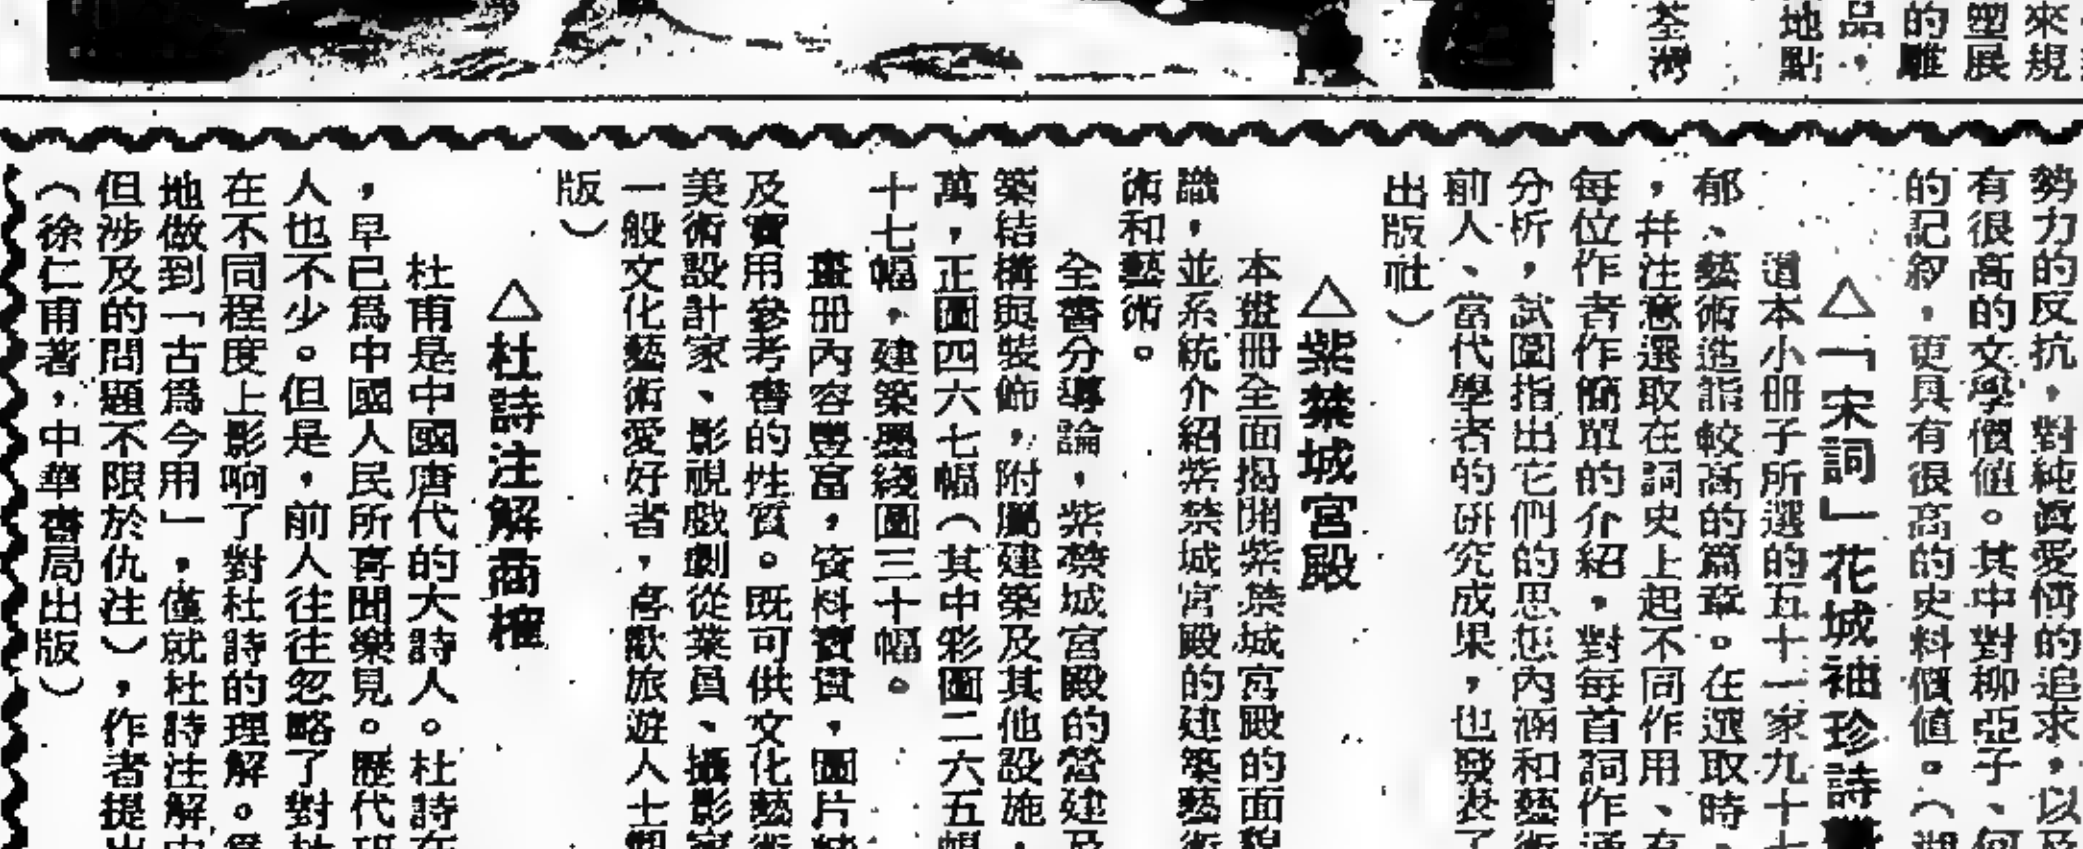 來規
塑展
的雕
品，
地點
荃灣
勢力的反抗，對純眞愛情的追求，以及
有很高的文學價值。其中對柳亞子、何
的記叙，更具有很高的史料價值。（湖
△「宋詞」花城袖珍詩
這本小册子所選的五十一家九十七
郁、藝術造詣較高的篇章。在選取時、
，幷注意選取在詞史上起不同作用、有
每位作者作簡單的介紹，對每首詞作
分析，試圖指出它們的思想內涵和藝術
前人、當代學者的研究成果，也發表了
出版社）
△紫禁城宮殿
本叢册全面揭開紫禁城宮殿的面貌
識，並系統介紹紫禁城宮殿的建築藝術
術和藝術。
全書分導論，紫禁城宮殿的營建及
築結構與裝飾，附屬建築及其他設施，
萬，正圖四六七幅（其中彩圖二六五幅
十七幅，建築墨綫圖三十幅。
畫册內容豐富，資料寶貴，圖片
及實用參考書的性質。既可供文化藝術
美術設計家、影視戲劇從業員、攝影家
一般文化藝術愛好者，喜歡旅遊人士觀
版）
△杜詩注解商榷
杜甫是中國唐代的大詩人。杜詩在
，早已爲中國人民所喜聞樂見。歷代研
人也不少。但是，前人往往忽略了對杜
在不同程度上影响了對杜詩的理解。爲
地做到「古爲今用」，僅就杜詩注解中
但涉及的問題不限於仇注），作者提出
（徐仁甫著，中華書局出版）